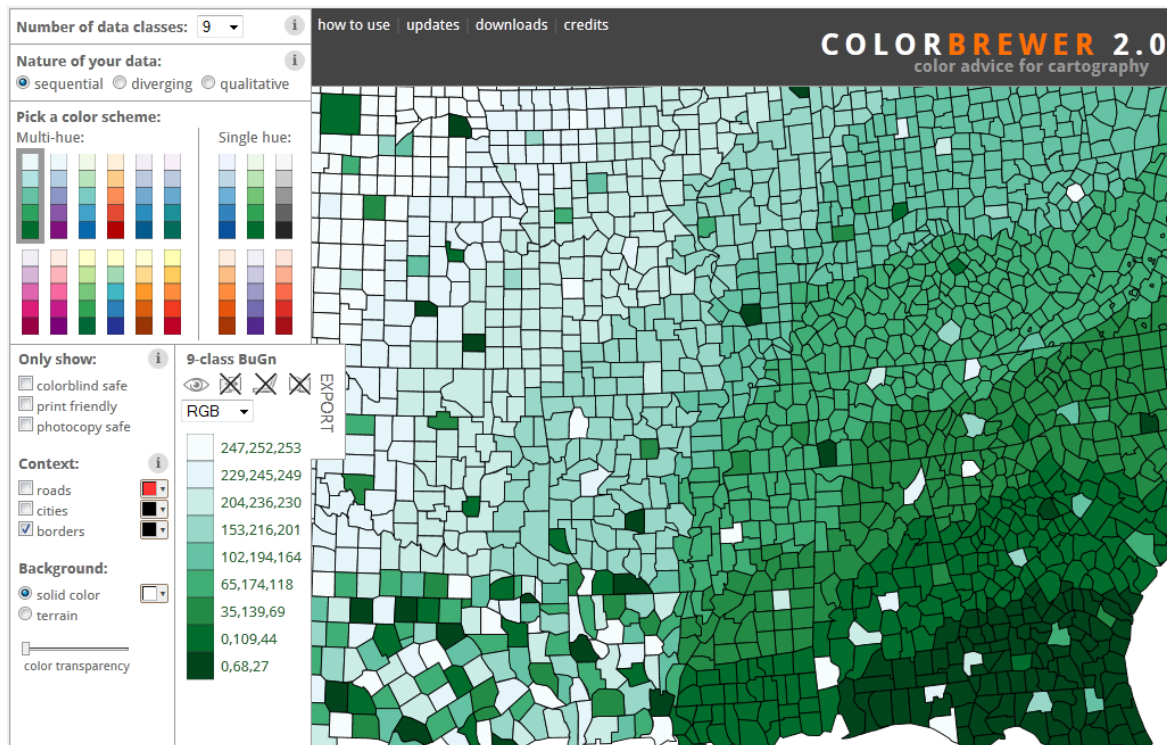 Number of data classes: 9 i
how to use | updates | downloads | credits
COLORBREWER 2.0
color advice for cartography
Nature of your data: i
sequential diverging qualitative
Pick a color scheme:
Multi-hue: Single hue:
Only show: i
colorblind safe
print friendly
photocopy safe
Context: i
roads
cities
borders
Background:
solid color
terrain
color transparency
9-class BuGn
EXPORT
RGB
247,252,253
229,245,249
204,236,230
153,216,201
102,194,164
65,174,118
35,139,69
0,109,44
0,68,27